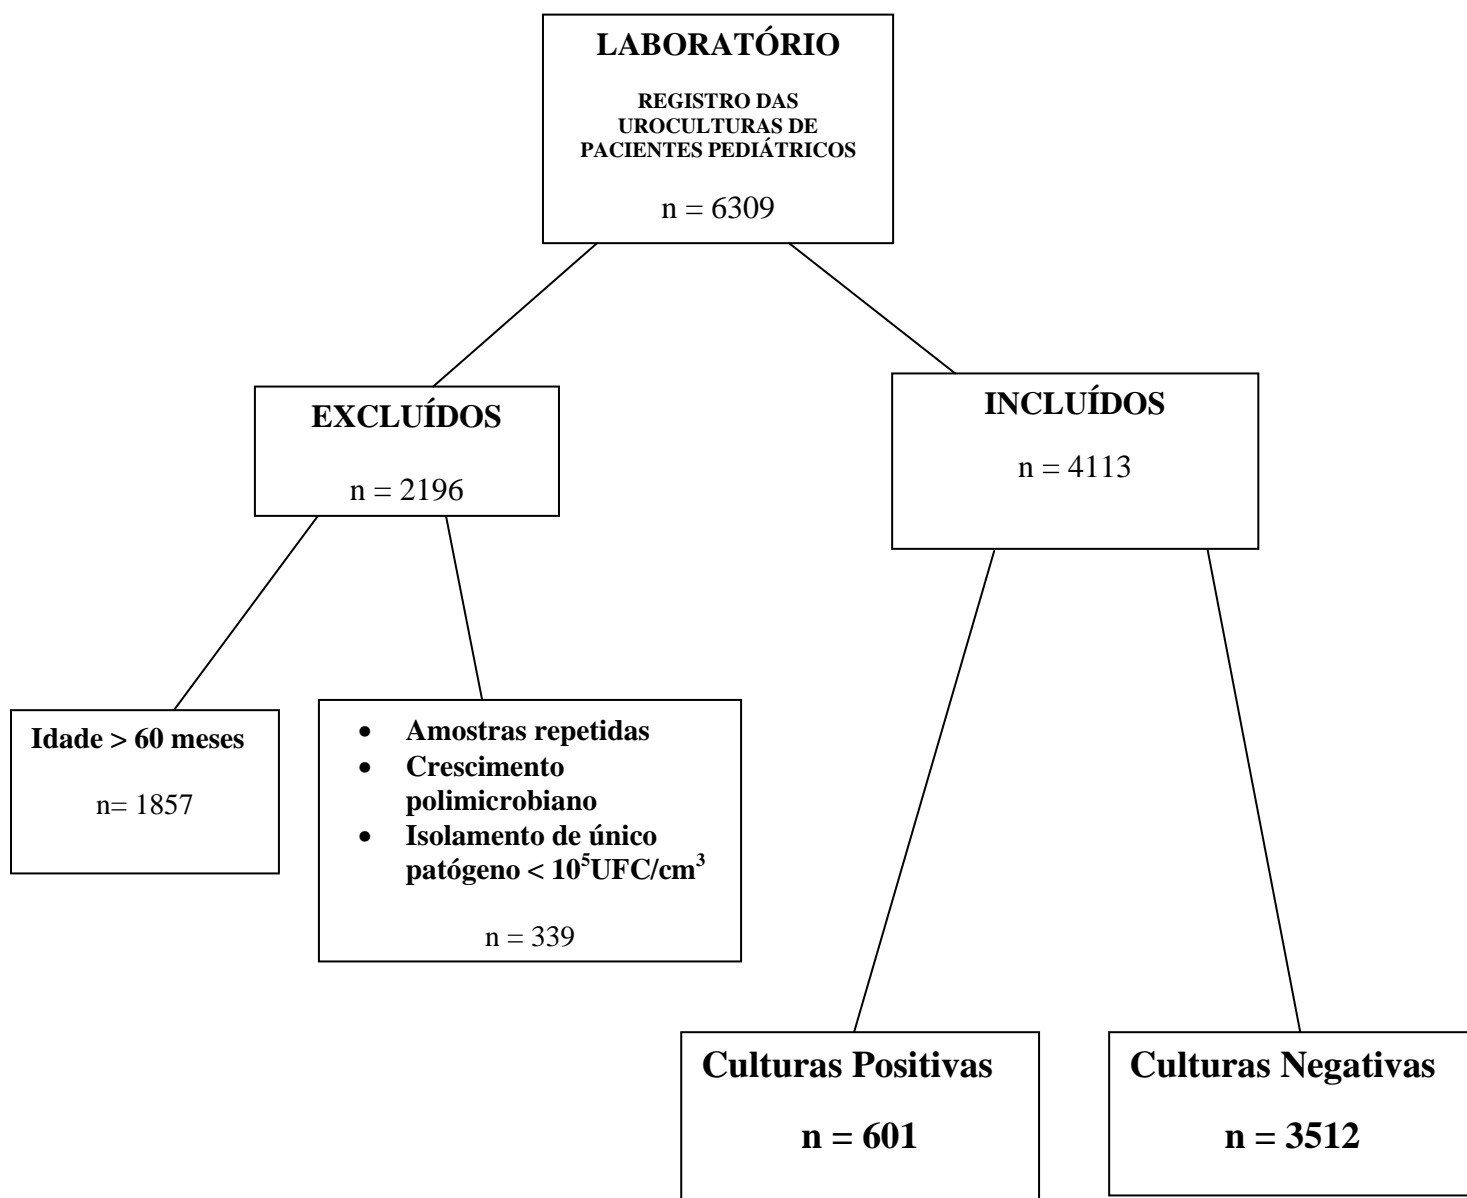 LABORATÓRIO
REGISTRO DAS
UROCULTURAS DE
PACIENTES PEDIÁTRICOS
n = 6309
EXCLUÍDOS
n = 2196
INCLUÍDOS
n = 4113
Idade > 60 meses
n= 1857
• Amostras repetidas
• Crescimento
polimicrobiano
• Isolamento de único
patógeno < 10⁵UFC/cm³
n = 339
Culturas Positivas
n = 601
Culturas Negativas
n = 3512